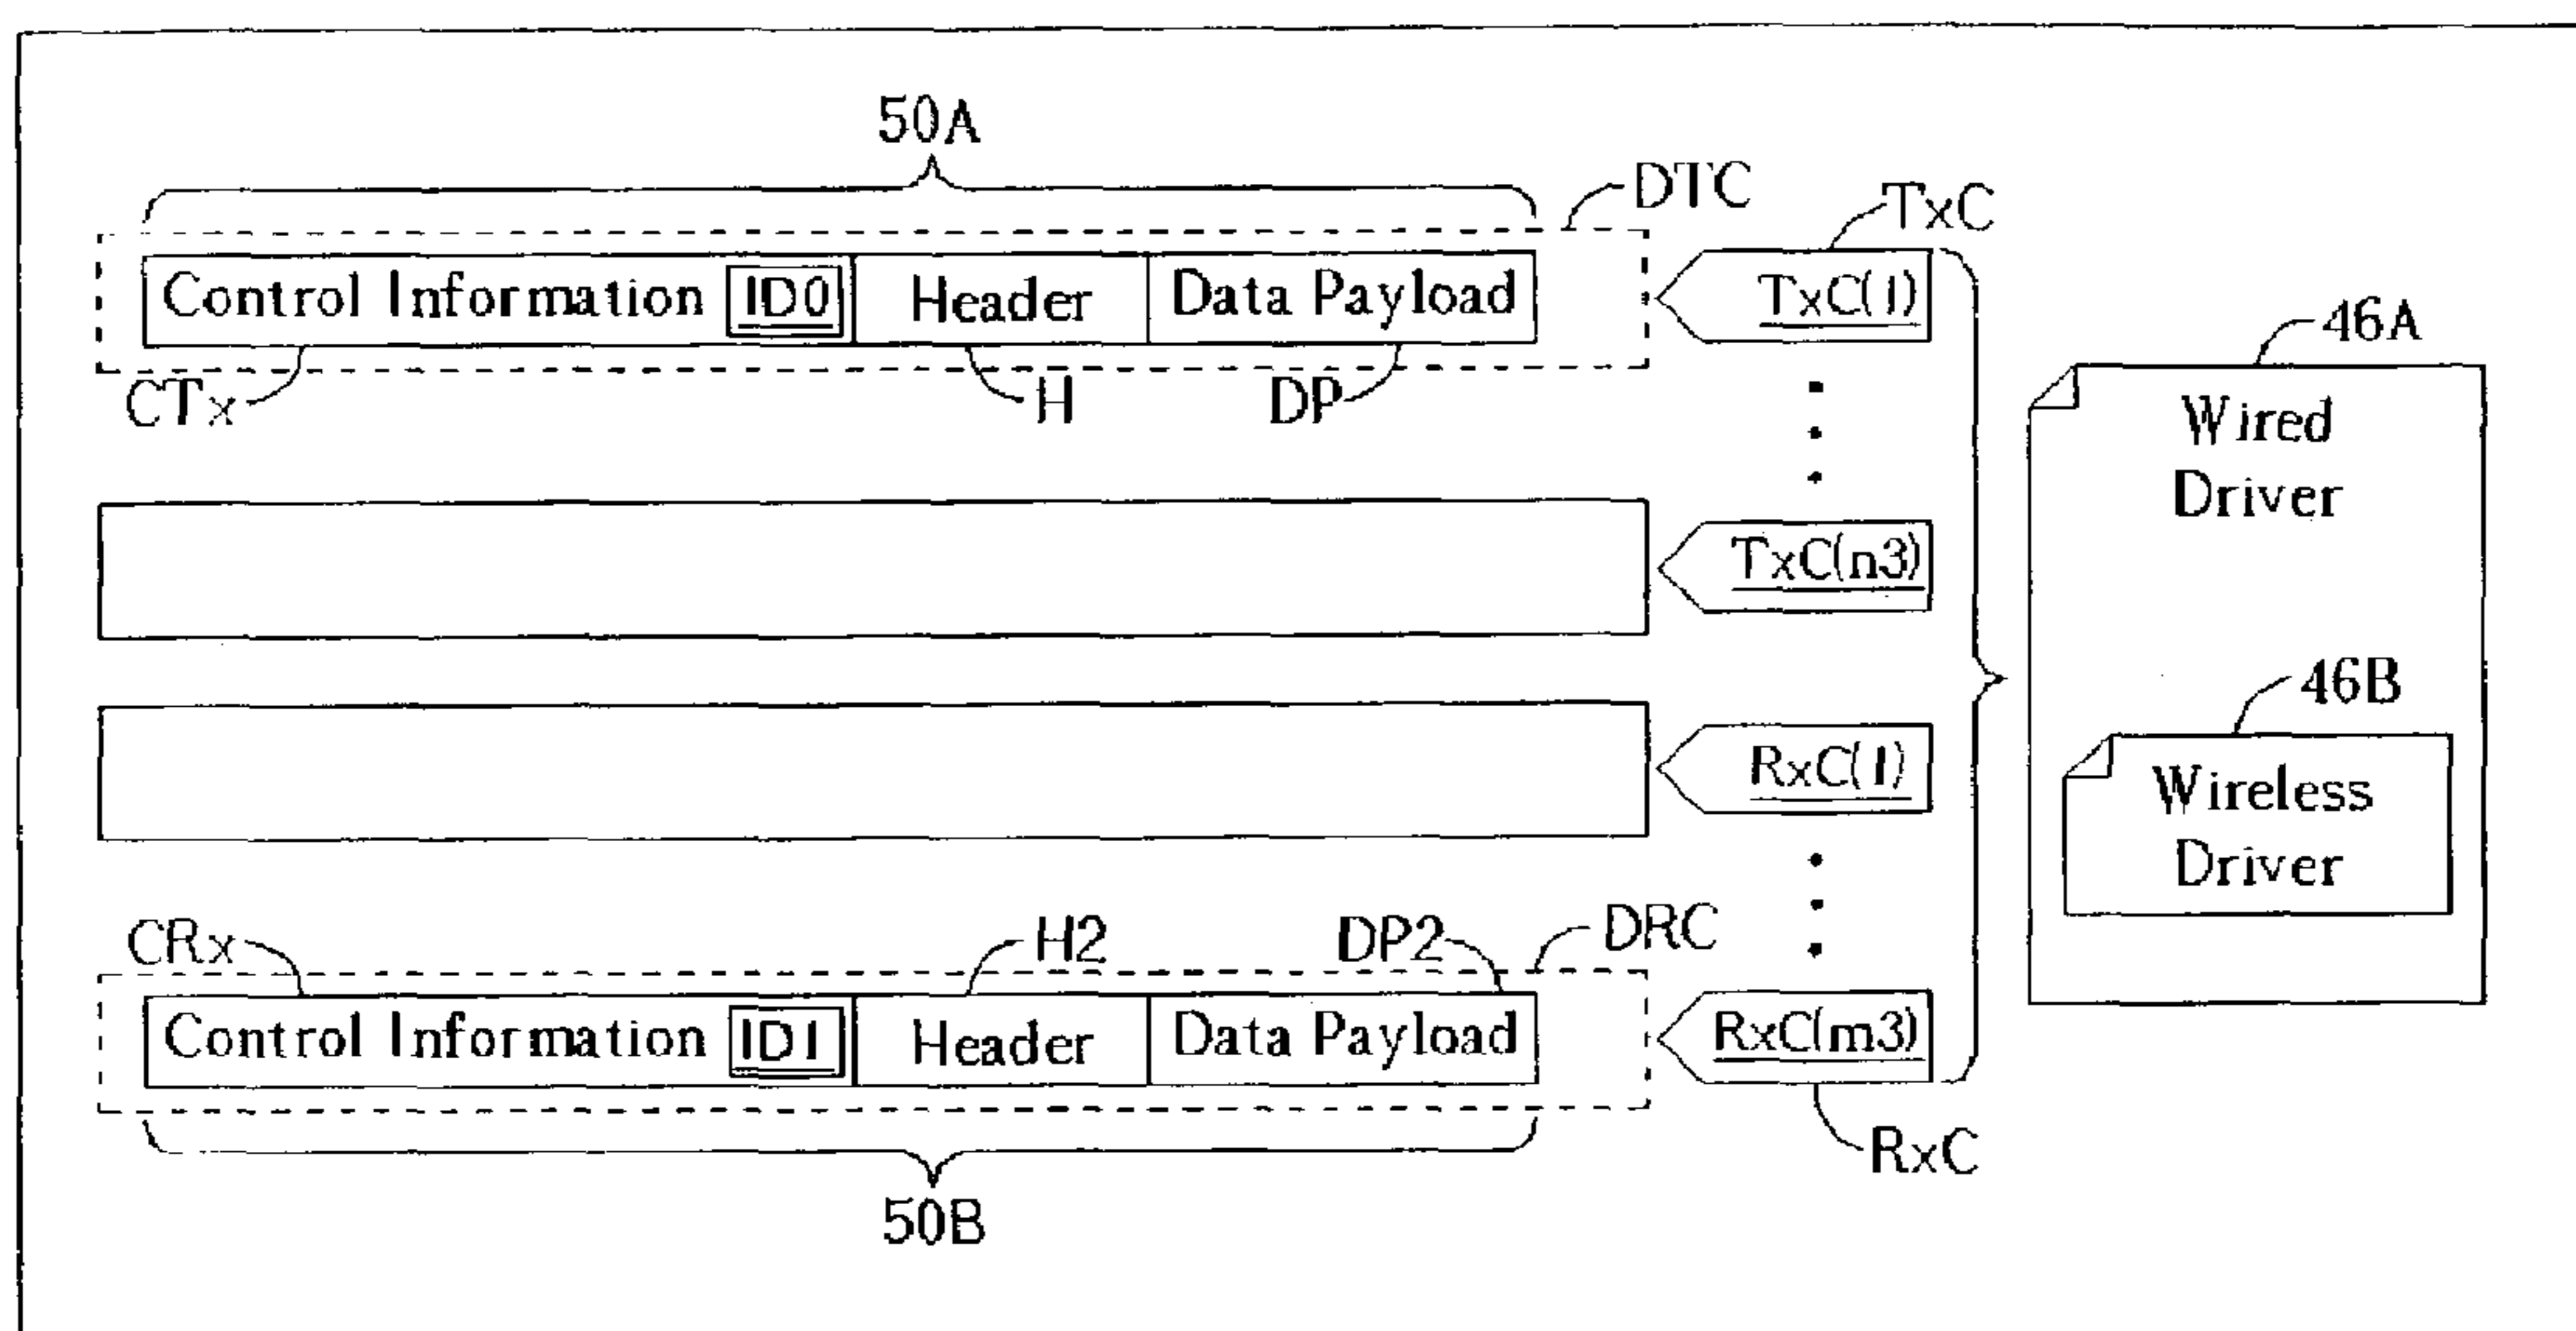 50A
DTC
TxC
Control Information ID0 Header Data Payload
TxC(1)
46A
CTx
H
DP
Wired
Driver
TxC(n3)
46B
RxC(1)
Wireless
Driver
CRx
H2
DP2
DRC
Control Information ID1 Header Data Payload
RxC(m3)
RxC
50B